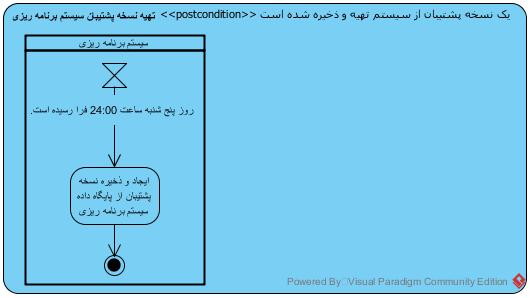 تهیه نسخه پشتیبان سیستم برنامه ریزی <<postcondition>> یک نسخه پشتیبان از سیستم تهیه و ذخیره شده است
سیستم برنامه ریزی
روز پنج شنبه ساعت 24:00 فرا رسیده است.
ایجاد و ذخیره نسخه
پشتیبان از پایگاه داده
سیستم برنامه ریزی
Powered By Visual Paradigm Community Edition